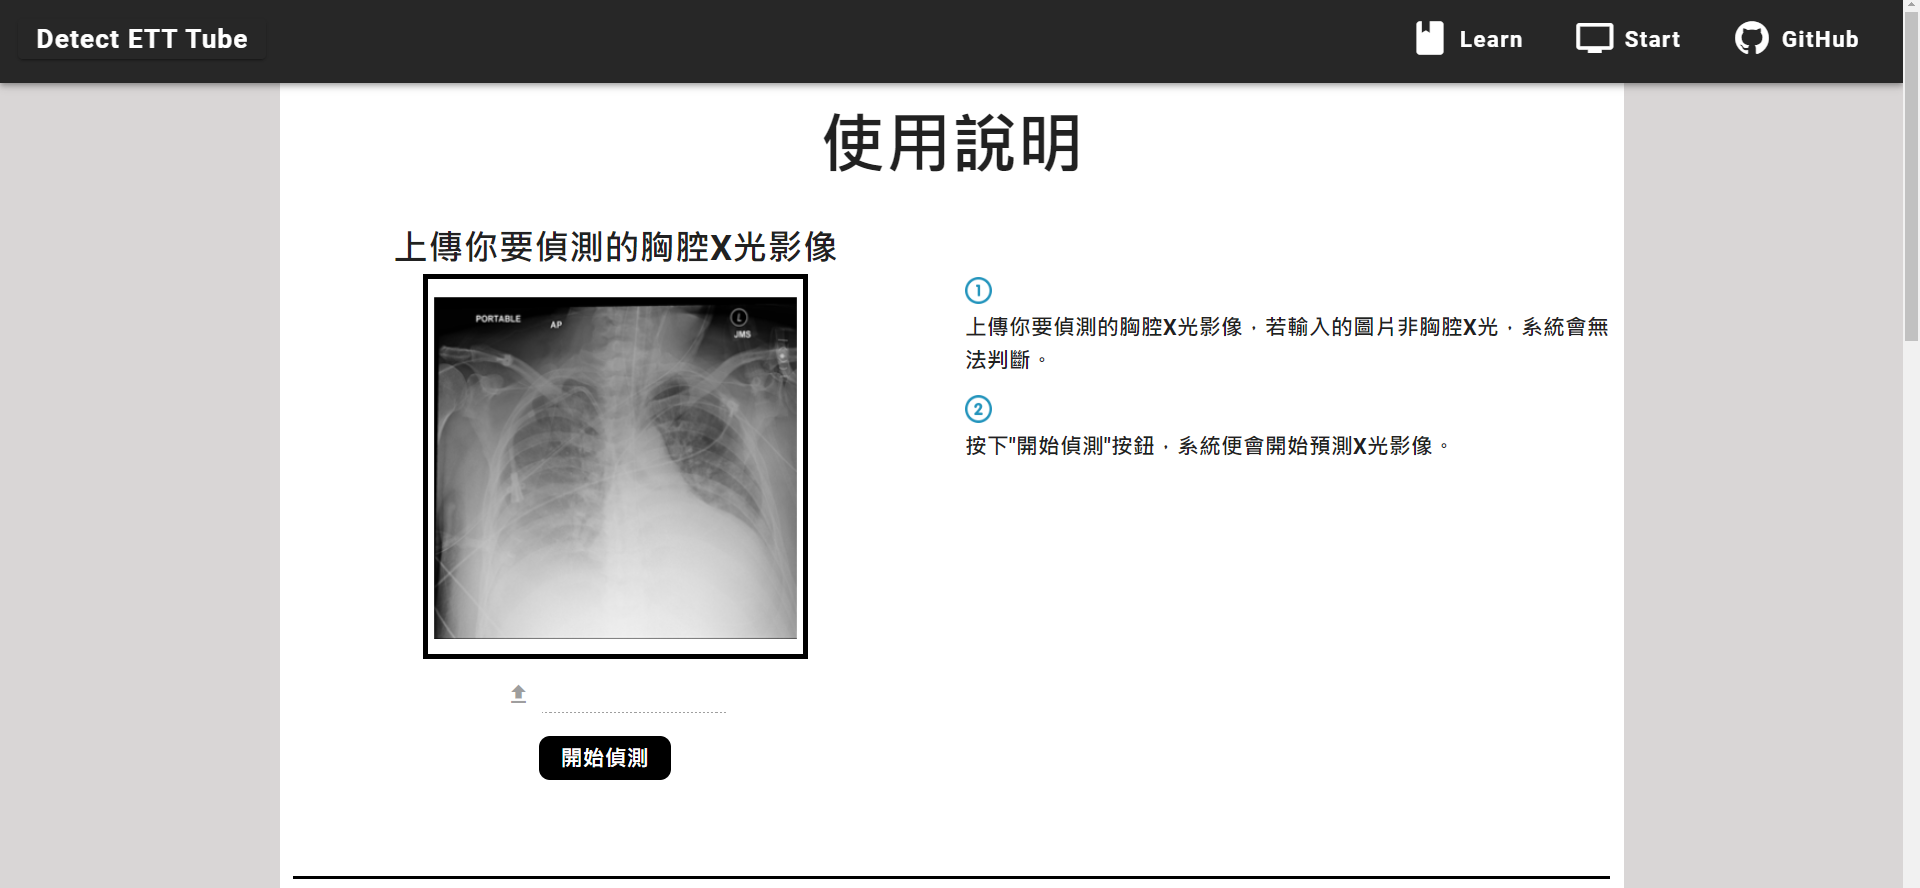 Detect ETT Tube
Learn
Start
GitHub
使用說明
上傳你要偵測的胸腔X光影像
PORTABLE
AP
L
JMS
1
上傳你要偵測的胸腔X光影像，若輸入的圖片非胸腔X光，系統會無
法判斷。
2
按下"開始偵測"按鈕，系統便會開始預測X光影像。
開始偵測